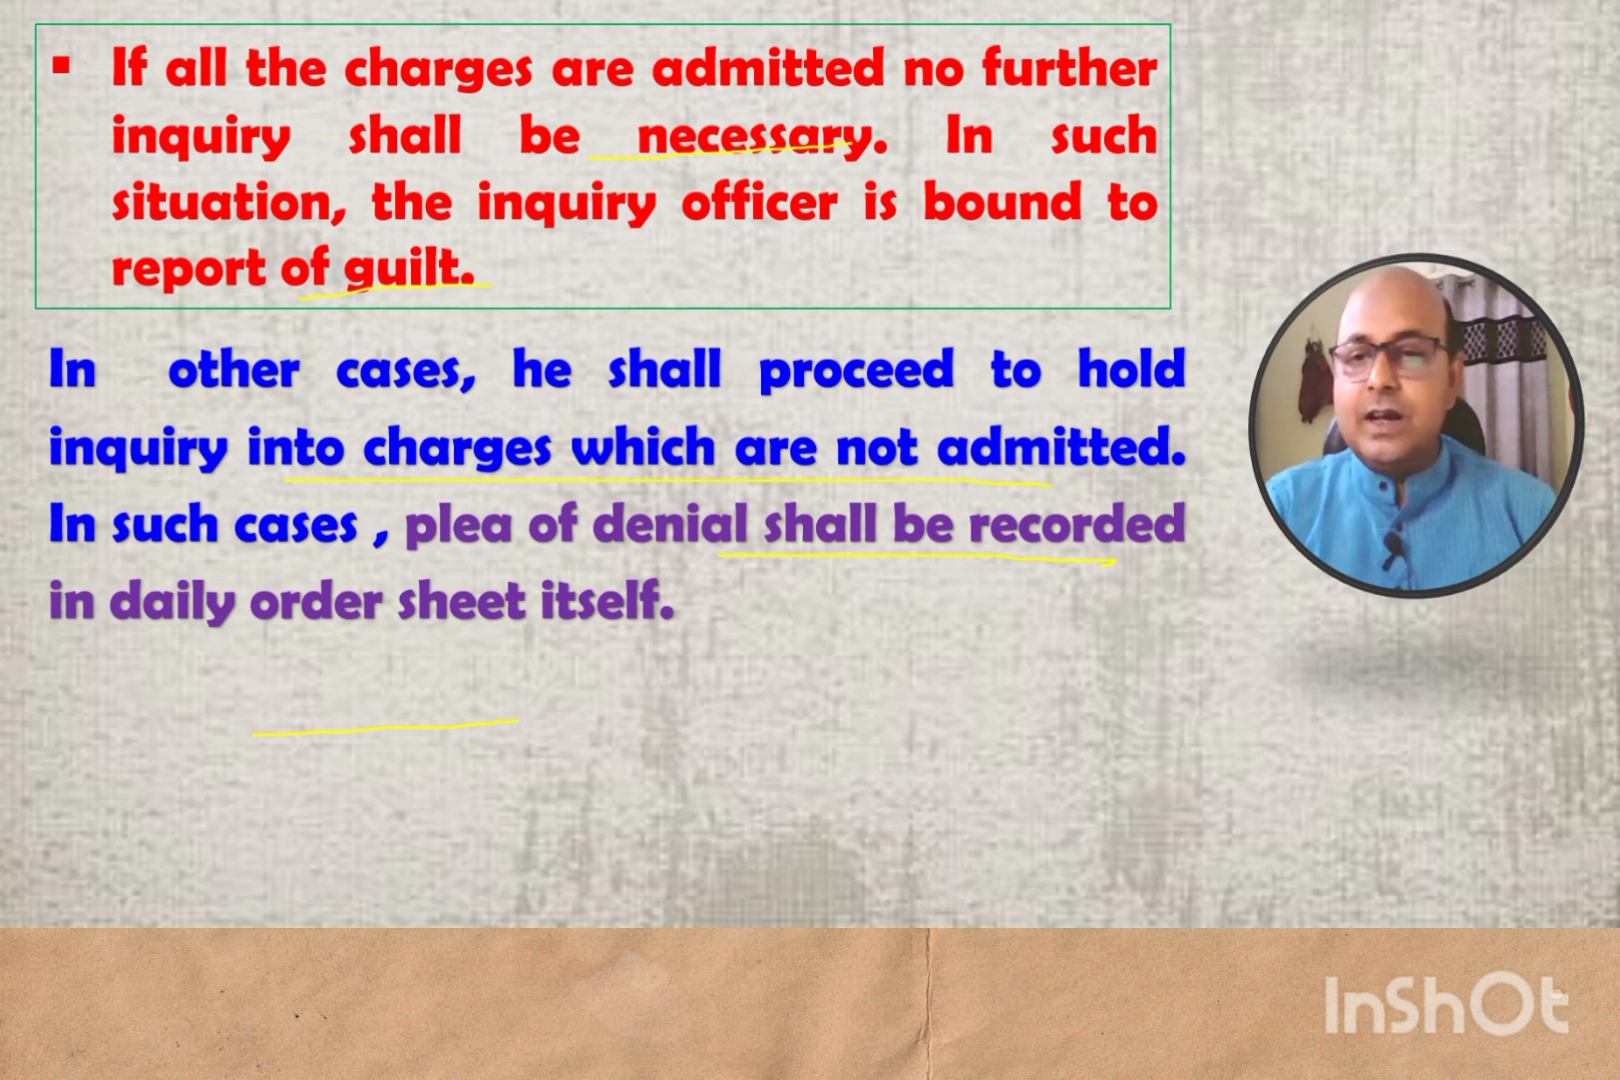 ▪ If all the charges are admitted no further
inquiry shall be necessary. In such
situation, the inquiry officer is bound to
report of guilt.
In other cases, he shall proceed to hold
inquiry into charges which are not admitted.
In such cases , plea of denial shall be recorded
in daily order sheet itself.
InShOt